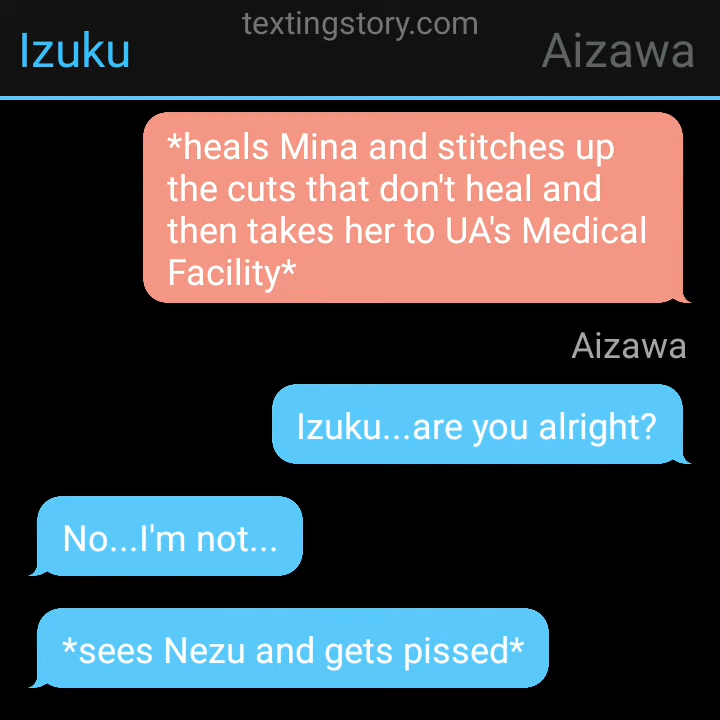 textingstory.com
Izuku
Aizawa
*heals Mina and stitches up
the cuts that don't heal and
then takes her to UA's Medical
Facility*
Aizawa
Izuku...are you alright?
No...I'm not...
*sees Nezu and gets pissed*